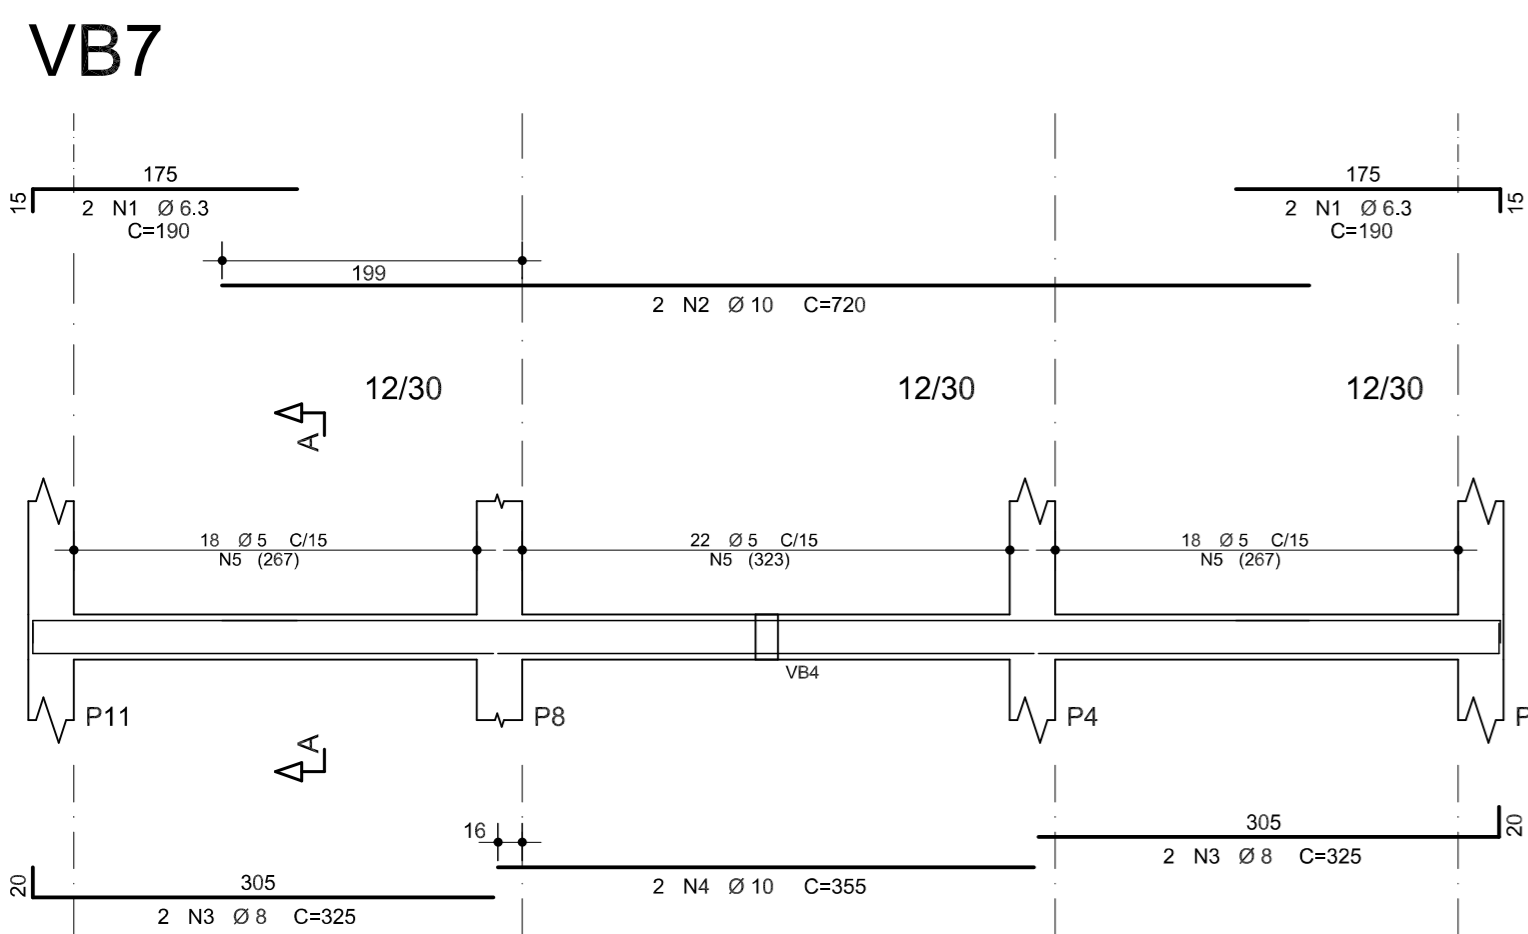 VB7
175
15
2 N1 Ø 6.3
C=190
175
15
2 N1 Ø 6.3
C=190
199
2 N2 Ø 10 C=720
12/30
12/30
12/30
A
18 Ø 5 C/15
N5 (267)
22 Ø 5 C/15
N5 (323)
18 Ø 5 C/15
N5 (267)
VB4
P11
P8
P4
P
A
16
305
20
2 N3 Ø 8 C=325
2 N4 Ø 10 C=355
305
20
2 N3 Ø 8 C=325